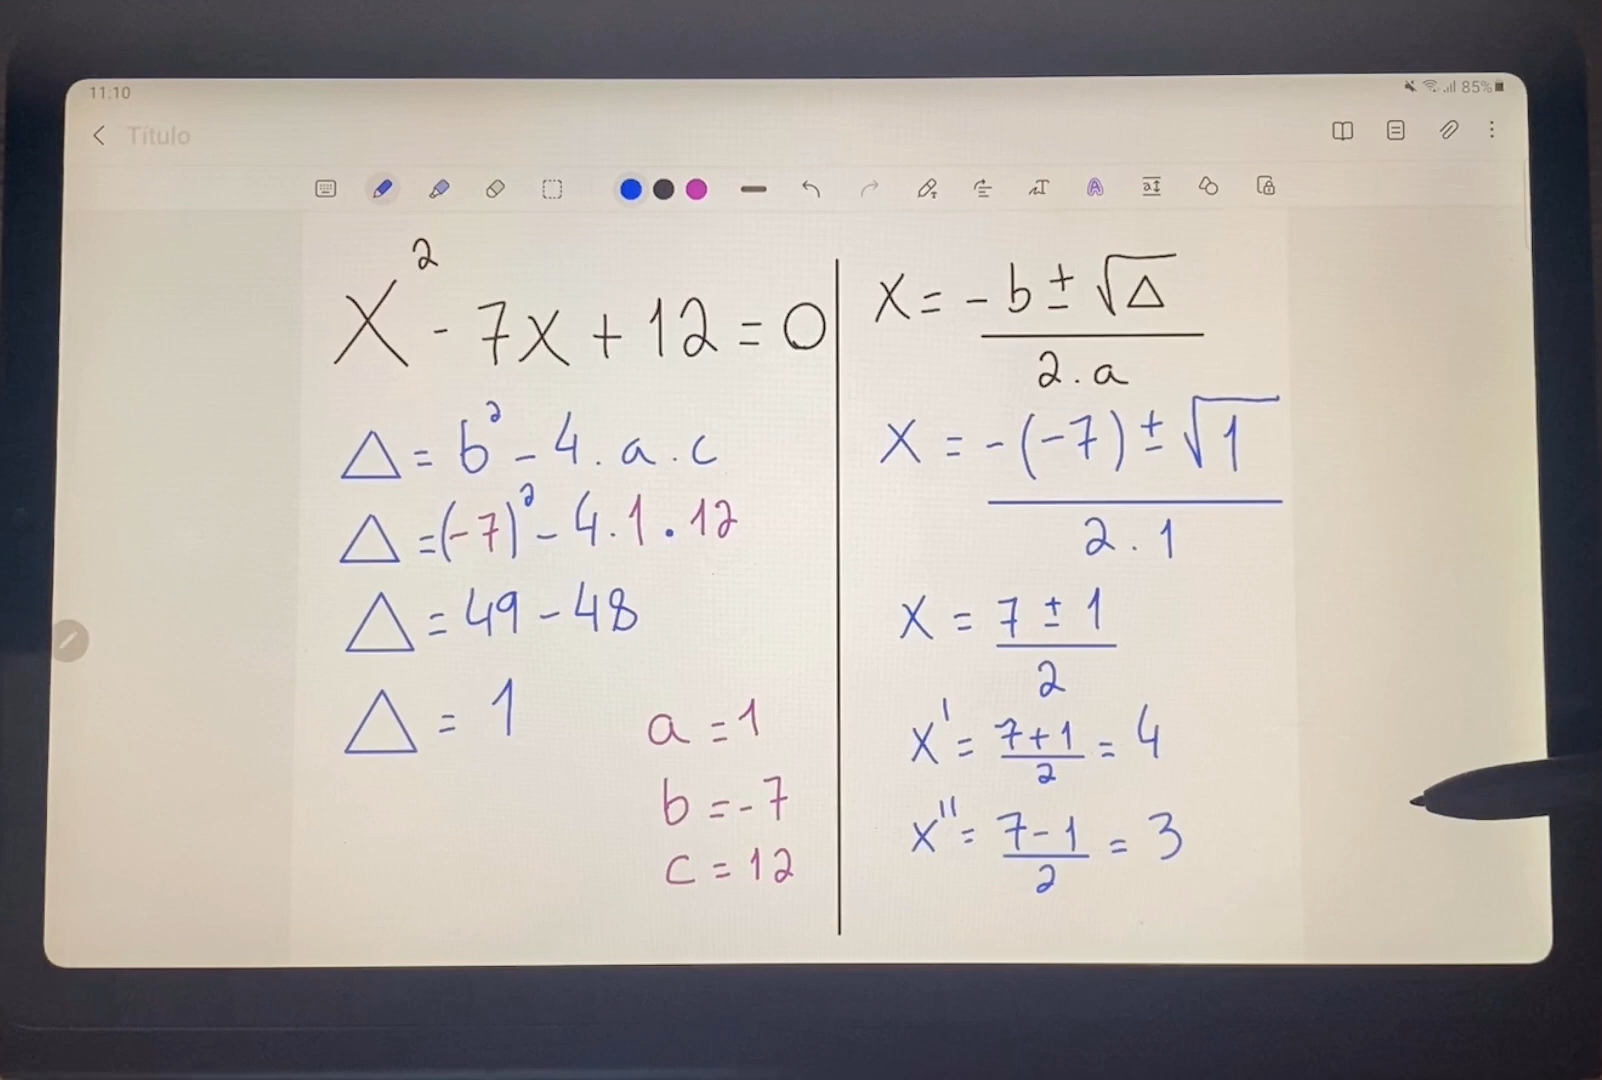 11:10
85%
Título
x² - 7x + 12 = 0
Δ = b² - 4 . a . c
Δ = (-7)² - 4 . 1 . 12
Δ = 49 - 48
Δ = 1
a = 1
b = -7
c = 12
x = -b ± √Δ
2 . a
x = -(-7) ± √1
2 . 1
x = 7 ± 1
2
x' = 7+1 = 4
2
x'' = 7-1 = 3
2